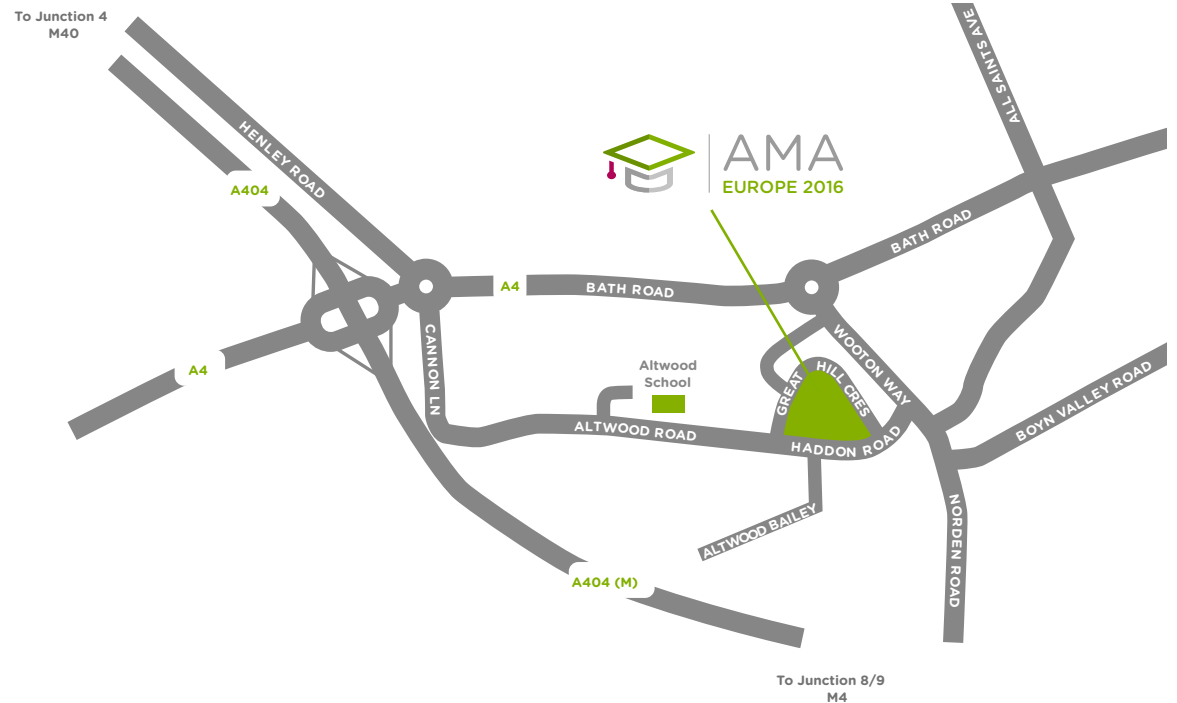 To Junction 4
M40
HENLEY ROAD
A404
ALL SAINTS AVE
AMA
EUROPE 2016
BATH ROAD
A4
BATH ROAD
A4
CANNON LN
WOOTON WAY
Altwood
School
GREAT
HILL CRES
BOYN VALLEY ROAD
ALTWOOD ROAD
HADDON ROAD
ALTWOOD BAILEY
NORDEN ROAD
A404 (M)
To Junction 8/9
M4